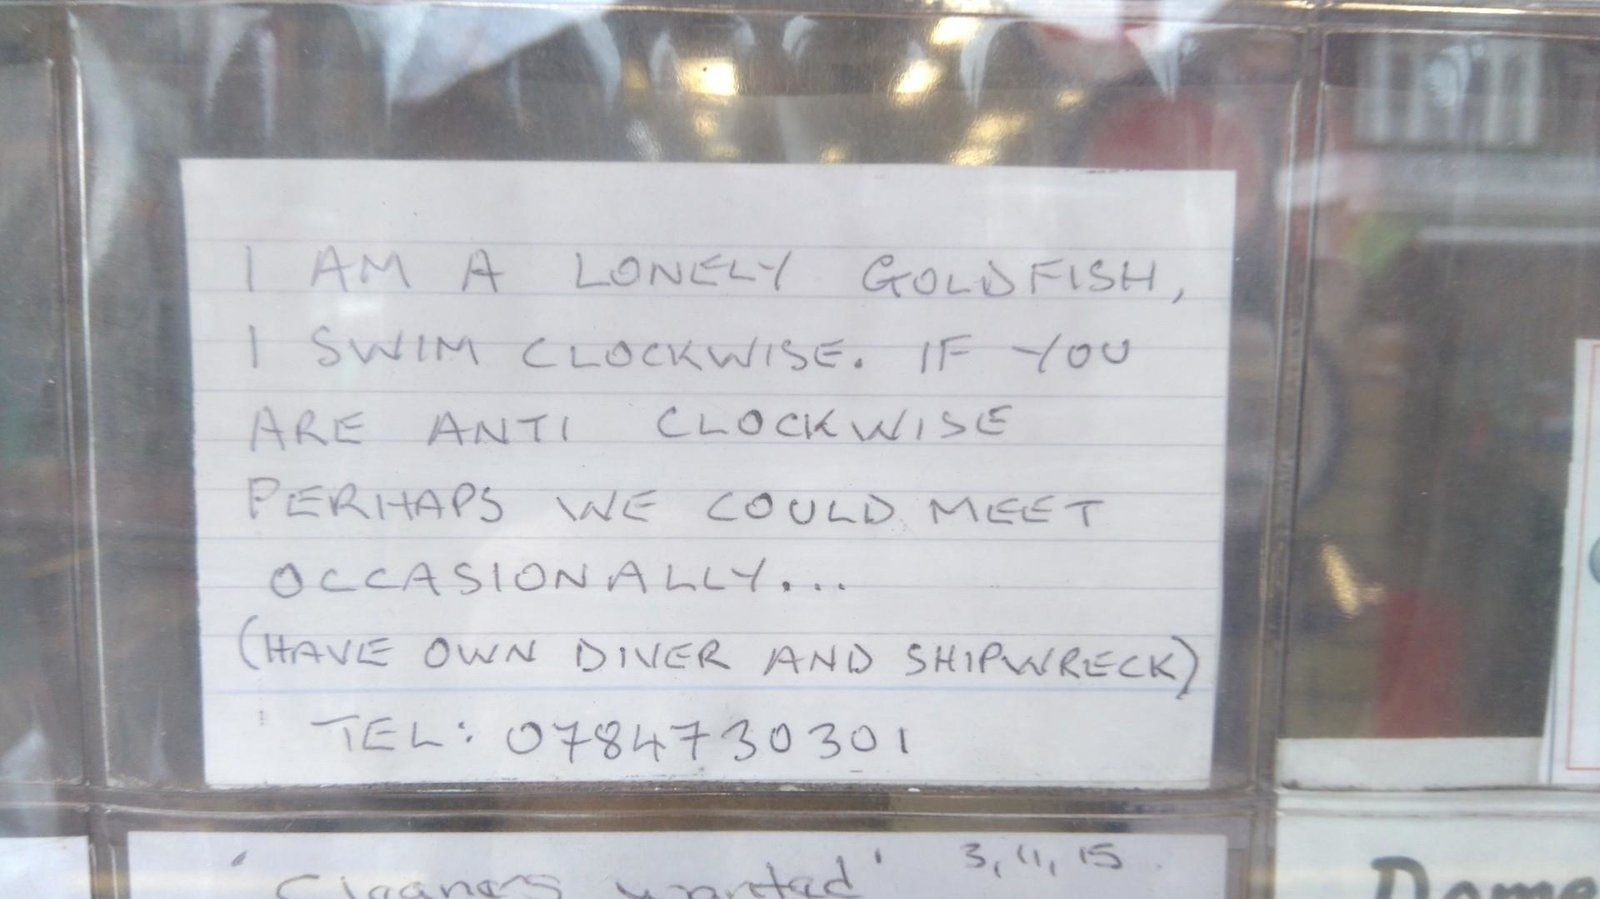 I AM A LONELY GOLDFISH,
I SWIM CLOCKWISE. IF YOU
ARE ANTI CLOCKWISE
PERHAPS WE COULD MEET
OCCASIONALLY...
(HAVE OWN DIVER AND SHIPWRECK)
TEL: 0784730301
'Cleaners wanted' 3, 11, 15
Dome